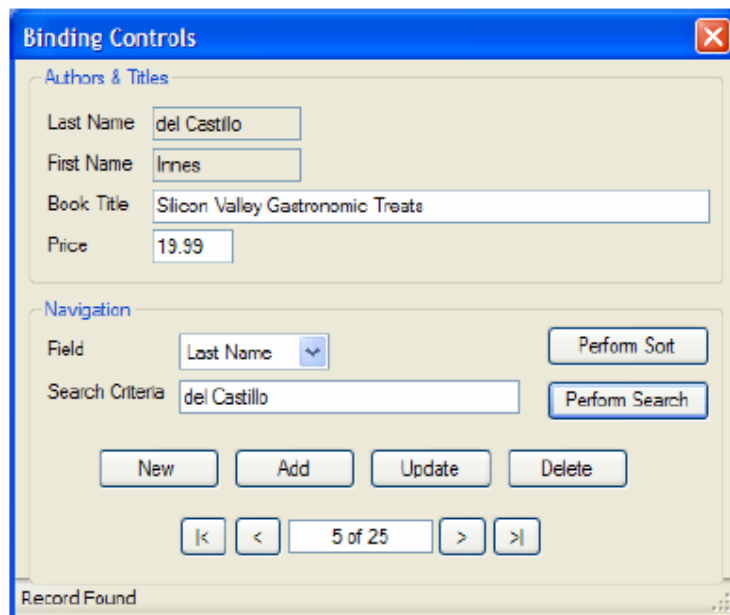 Binding Controls
Authors & Titles
Last Name del Castillo
First Name Innes
Book Title Silicon Valley Gastronomic Treats
Price 19.99
Navigation
Field Last Name Perform Sort
Search Criteria del Castillo Perform Search
New Add Update Delete
|< < 5 of 25 > >|
Record Found